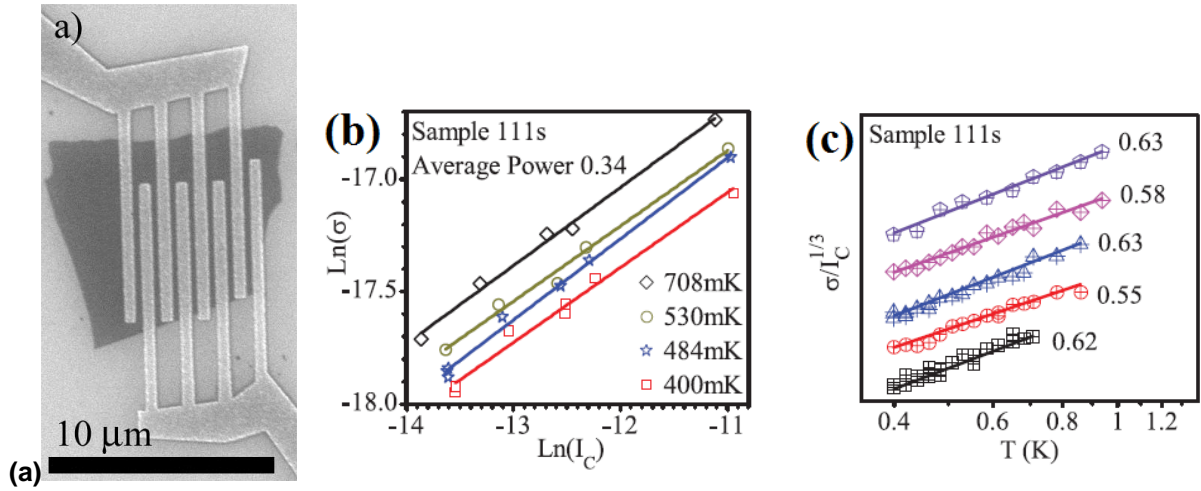 a)
10 μm
(a)
(b)
Sample 111s
Average Power 0.34
-17.0
-17.5
-18.0
Ln(σ)
708mK
530mK
484mK
400mK
-14 -13 -12 -11
Ln(I_C)
(c)
Sample 111s
0.63
0.58
0.63
0.55
0.62
σ/I_C^{1/3}
0.4 0.6 0.8 1 1.2
T (K)